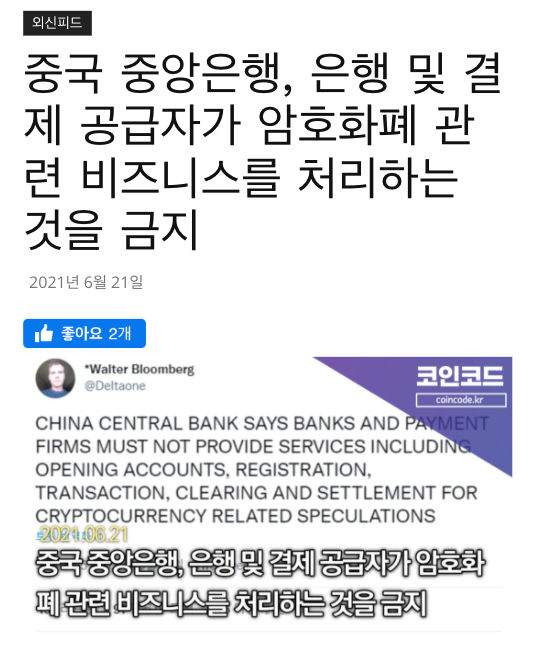 외신피드
중국 중앙은행, 은행 및 결
제 공급자가 암호화폐 관
련 비즈니스를 처리하는
것을 금지
2021년 6월 21일
좋아요 2개
*Walter Bloomberg
@Deltaone
코인코드
coincode.kr
CHINA CENTRAL BANK SAYS BANKS AND PAYMENT
FIRMS MUST NOT PROVIDE SERVICES INCLUDING
OPENING ACCOUNTS, REGISTRATION,
TRANSACTION, CLEARING AND SETTLEMENT FOR
CRYPTOCURRENCY RELATED SPECULATIONS
2021.06.21
중국 중앙은행, 은행 및 결제 공급자가 암호화
폐 관련 비즈니스를 처리하는 것을 금지